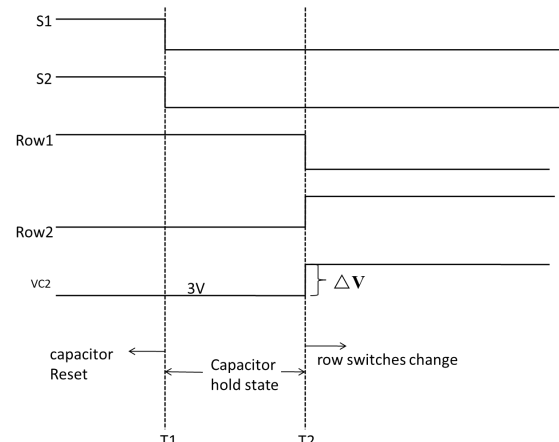 S1
S2
Row1
Row2
VC2
3V
△V
capacitor
Reset
Capacitor
hold state
row switches change
T1
T2